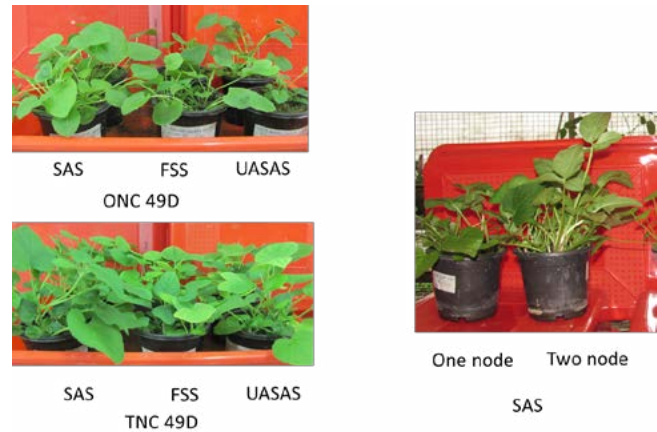 SAS FSS UASAS
ONC 49D
SAS FSS UASAS
TNC 49D
One node Two node
SAS